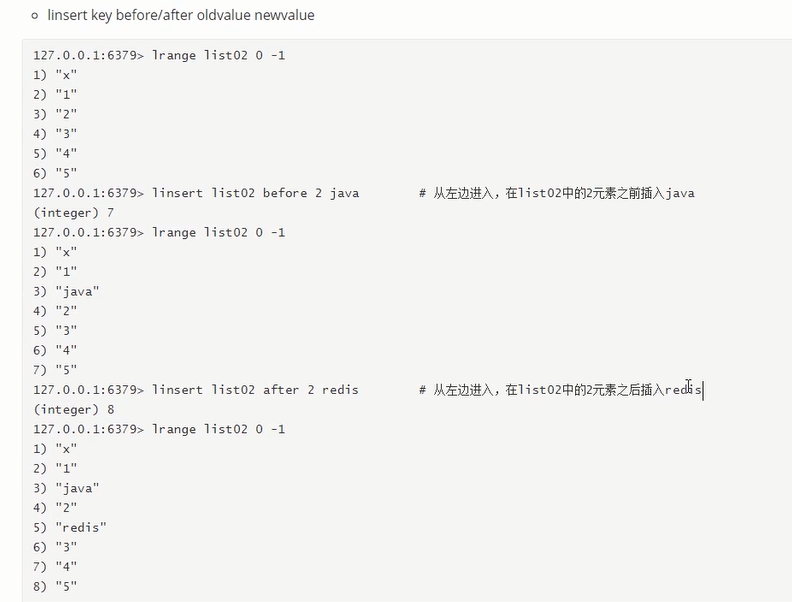 linsert key before/after oldvalue newvalue
127.0.0.1:6379> lrange list02 0 -1
1) "x"
2) "1"
3) "2"
4) "3"
5) "4"
6) "5"
127.0.0.1:6379> linsert list02 before 2 java # 从左边进入，在list02中的2元素之前插入java
(integer) 7
127.0.0.1:6379> lrange list02 0 -1
1) "x"
2) "1"
3) "java"
4) "2"
5) "3"
6) "4"
7) "5"
127.0.0.1:6379> linsert list02 after 2 redis # 从左边进入，在list02中的2元素之后插入redis
(integer) 8
127.0.0.1:6379> lrange list02 0 -1
1) "x"
2) "1"
3) "java"
4) "2"
5) "redis"
6) "3"
7) "4"
8) "5"